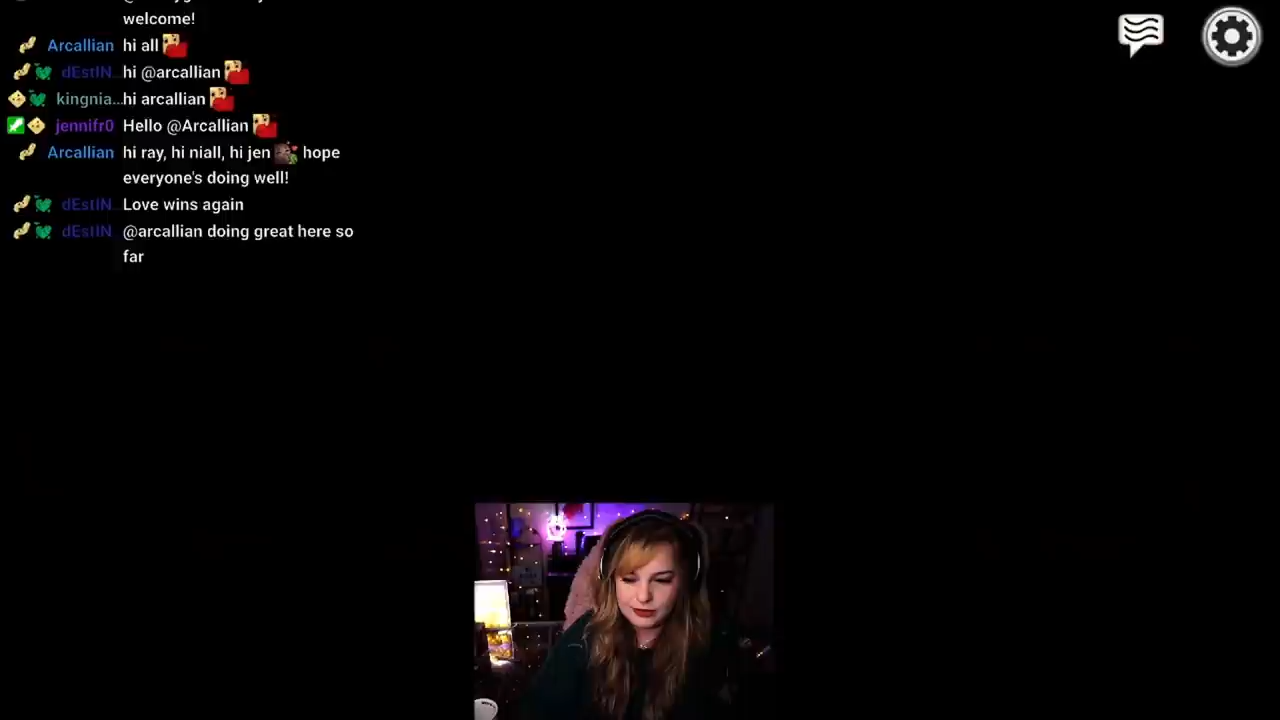 welcome!
Arcallian hi all
dEstIN... hi @arcallian
kingnia... hi arcallian
jennifr0 Hello @Arcallian
Arcallian hi ray, hi niall, hi jen hope
everyone's doing well!
dEstIN... Love wins again
dEstIN... @arcallian doing great here so
far